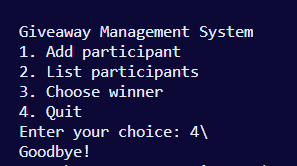 Giveaway Management System
1. Add participant
2. List participants
3. Choose winner
4. Quit
Enter your choice: 4\
Goodbye!